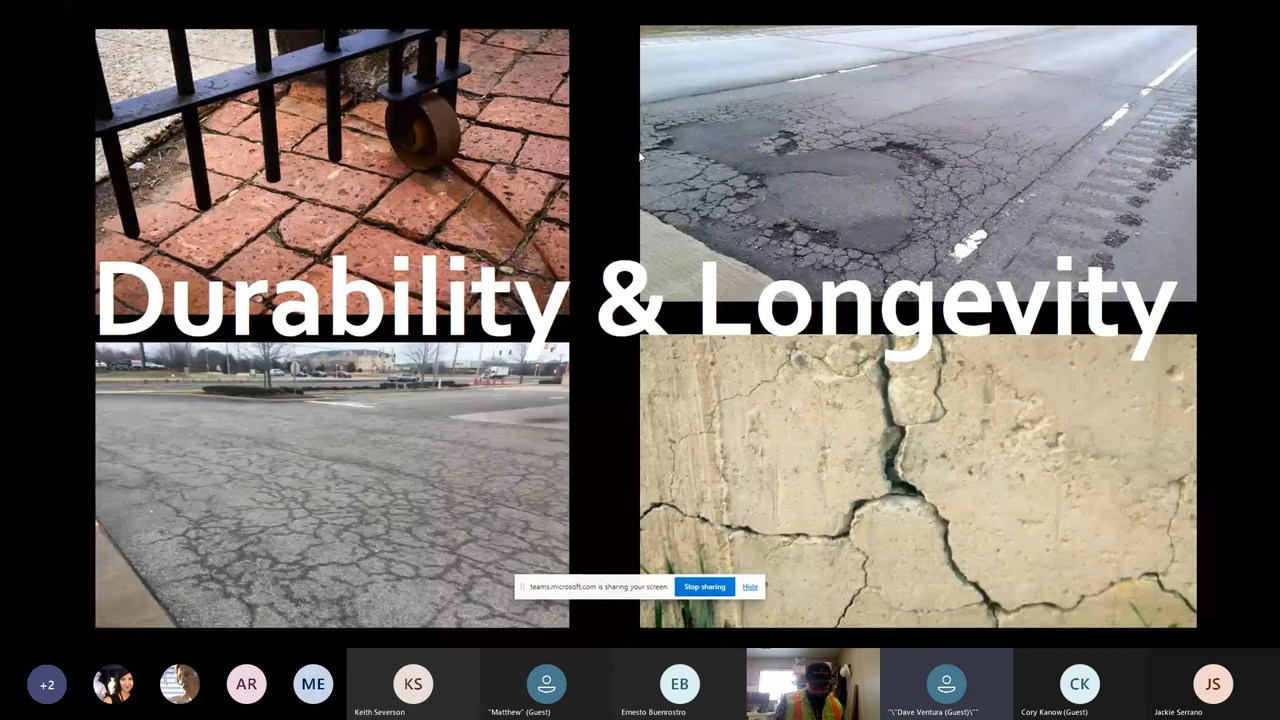 Durability & Longevity
teams.microsoft.com is sharing your screen.
Stop sharing
Hide
+2
AR
ME
KS
EB
CK
JS
Keith Severson
"Matthew" (Guest)
Ernesto Buenrostro
"\"Dave Ventura (Guest)\""
Cory Kanow (Guest)
Jackie Serrano